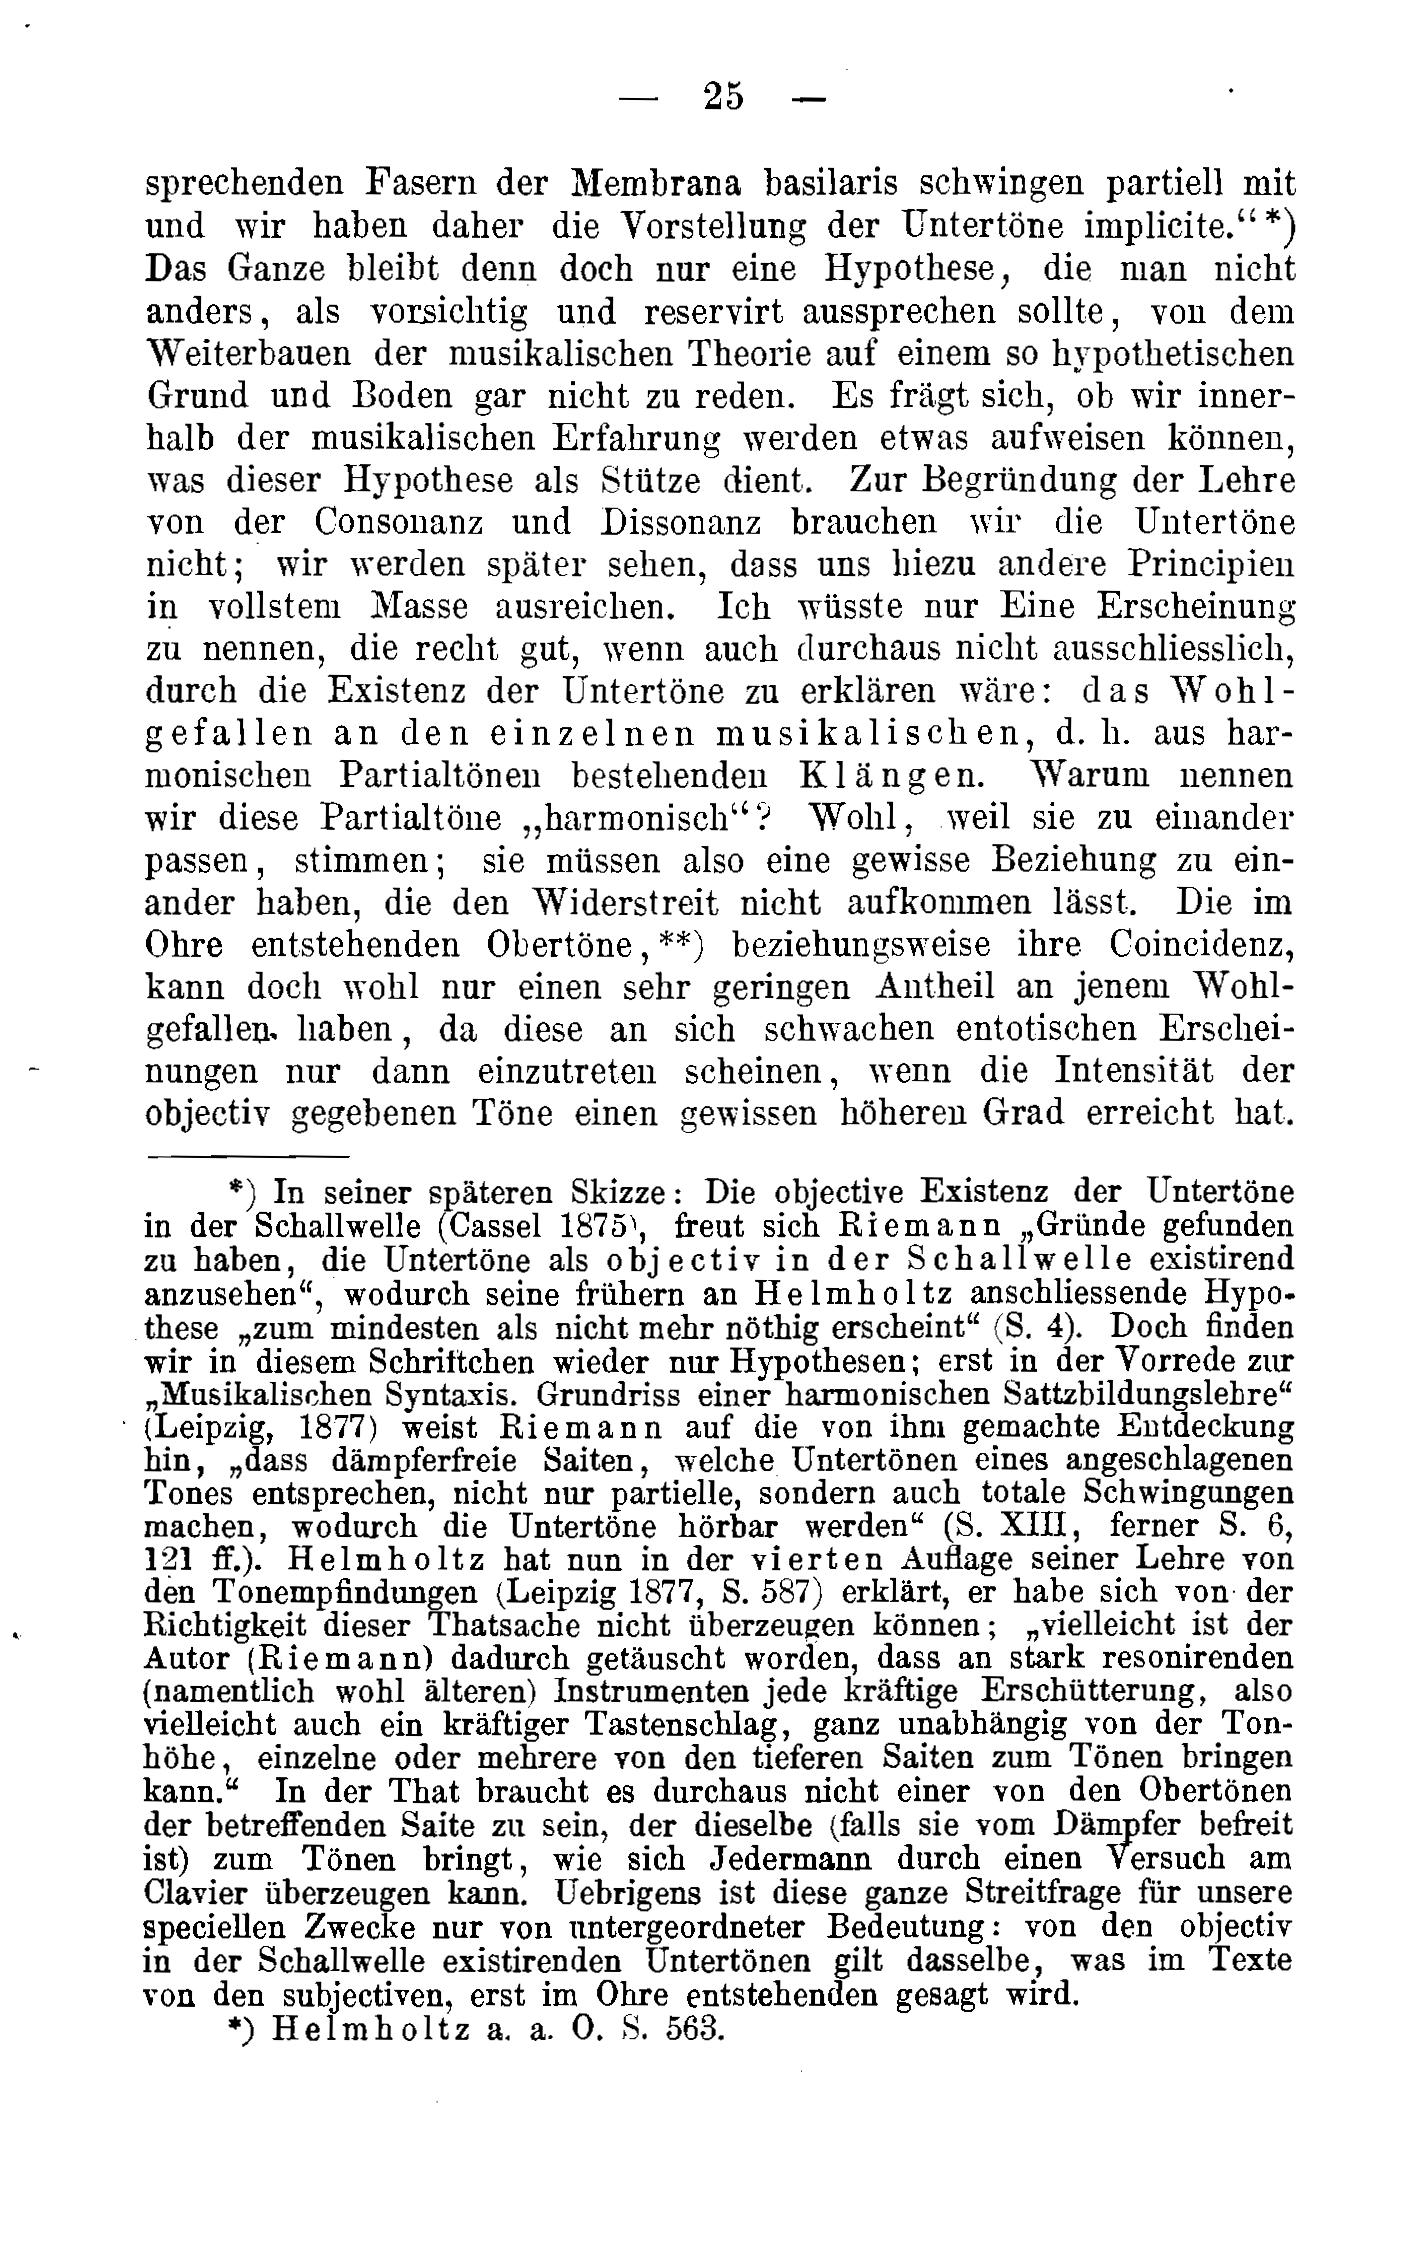 — 25 —
sprechenden Fasern der Membrana basilaris schwingen partiell mit
und wir haben daher die Vorstellung der Untertöne implicite.“*)
Das Ganze bleibt denn doch nur eine Hypothese, die man nicht
anders, als vorsichtig und reservirt aussprechen sollte, von dem
Weiterbauen der musikalischen Theorie auf einem so hypothetischen
Grund und Boden gar nicht zu reden. Es frägt sich, ob wir inner-
halb der musikalischen Erfahrung werden etwas aufweisen können,
was dieser Hypothese als Stütze dient. Zur Begründung der Lehre
von der Consonanz und Dissonanz brauchen wir die Untertöne
nicht; wir werden später sehen, dass uns hiezu andere Principien
in vollstem Masse ausreichen. Ich wüsste nur Eine Erscheinung
zu nennen, die recht gut, wenn auch durchaus nicht ausschliesslich,
durch die Existenz der Untertöne zu erklären wäre: das Wohl-
gefallen an den einzelnen musikalischen, d. h. aus har-
monischen Partialtönen bestehenden Klängen. Warum nennen
wir diese Partialtöne „harmonisch“? Wohl, weil sie zu einander
passen, stimmen; sie müssen also eine gewisse Beziehung zu ein-
ander haben, die den Widerstreit nicht aufkommen lässt. Die im
Ohre entstehenden Obertöne,**) beziehungsweise ihre Coincidenz,
kann doch wohl nur einen sehr geringen Antheil an jenem Wohl-
gefallen haben, da diese an sich schwachen entotischen Erschei-
nungen nur dann einzutreten scheinen, wenn die Intensität der
objectiv gegebenen Töne einen gewissen höheren Grad erreicht hat.
*) In seiner späteren Skizze: Die objective Existenz der Untertöne
in der Schallwelle (Cassel 1875), freut sich Riemann „Gründe gefunden
zu haben, die Untertöne als objectiv in der Schallwelle existirend
anzusehen“, wodurch seine frühern an Helmholtz anschliessende Hypo-
these „zum mindesten als nicht mehr nöthig erscheint“ (S. 4). Doch finden
wir in diesem Schriftchen wieder nur Hypothesen; erst in der Vorrede zur
„Musikalischen Syntaxis. Grundriss einer harmonischen Sattzbildungslehre“
(Leipzig, 1877) weist Riemann auf die von ihm gemachte Entdeckung
hin, „dass dämpferfreie Saiten, welche Untertönen eines angeschlagenen
Tones entsprechen, nicht nur partielle, sondern auch totale Schwingungen
machen, wodurch die Untertöne hörbar werden“ (S. XIII, ferner S. 6,
121 ff.). Helmholtz hat nun in der vierten Auflage seiner Lehre von
den Tonempfindungen (Leipzig 1877, S. 587) erklärt, er habe sich von der
Richtigkeit dieser Thatsache nicht überzeugen können; „vielleicht ist der
Autor (Riemann) dadurch getäuscht worden, dass an stark resonirenden
(namentlich wohl älteren) Instrumenten jede kräftige Erschütterung, also
vielleicht auch ein kräftiger Tastenschlag, ganz unabhängig von der Ton-
höhe, einzelne oder mehrere von den tieferen Saiten zum Tönen bringen
kann.“ In der That braucht es durchaus nicht einer von den Obertönen
der betreffenden Saite zu sein, der dieselbe (falls sie vom Dämpfer befreit
ist) zum Tönen bringt, wie sich Jedermann durch einen Versuch am
Clavier überzeugen kann. Uebrigens ist diese ganze Streitfrage für unsere
speciellen Zwecke nur von untergeordneter Bedeutung: von den objectiv
in der Schallwelle existirenden Untertönen gilt dasselbe, was im Texte
von den subjectiven, erst im Ohre entstehenden gesagt wird.
*) Helmholtz a. a. O. S. 563.